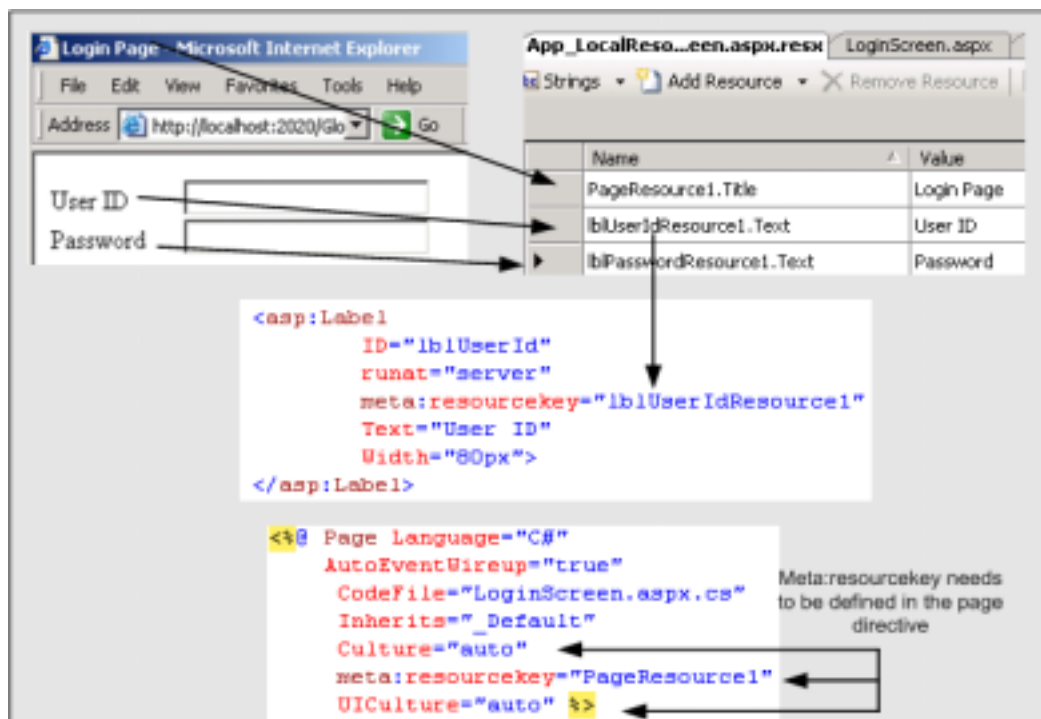 Login Page - Microsoft Internet Explorer
File Edit View Favorites Tools Help
Address http://localhost:2020/Glo Go
User ID
Password
App_LocalReso...een.aspx.resx LoginScreen.aspx
Strings Add Resource Remove Resource
Name Value
PageResource1.Title Login Page
lblUserIdResource1.Text User ID
lblPasswordResource1.Text Password
<asp:Label
ID="lblUserId"
runat="server"
meta:resourcekey="lblUserIdResource1"
Text="User ID"
Width="80px">
</asp:Label>
<%@ Page Language="C#"
AutoEventWireup="true"
CodeFile="LoginScreen.aspx.cs"
Inherits="_Default"
Culture="auto"
meta:resourcekey="PageResource1"
UICulture="auto" %>
Meta:resourcekey needs
to be defined in the page
directive